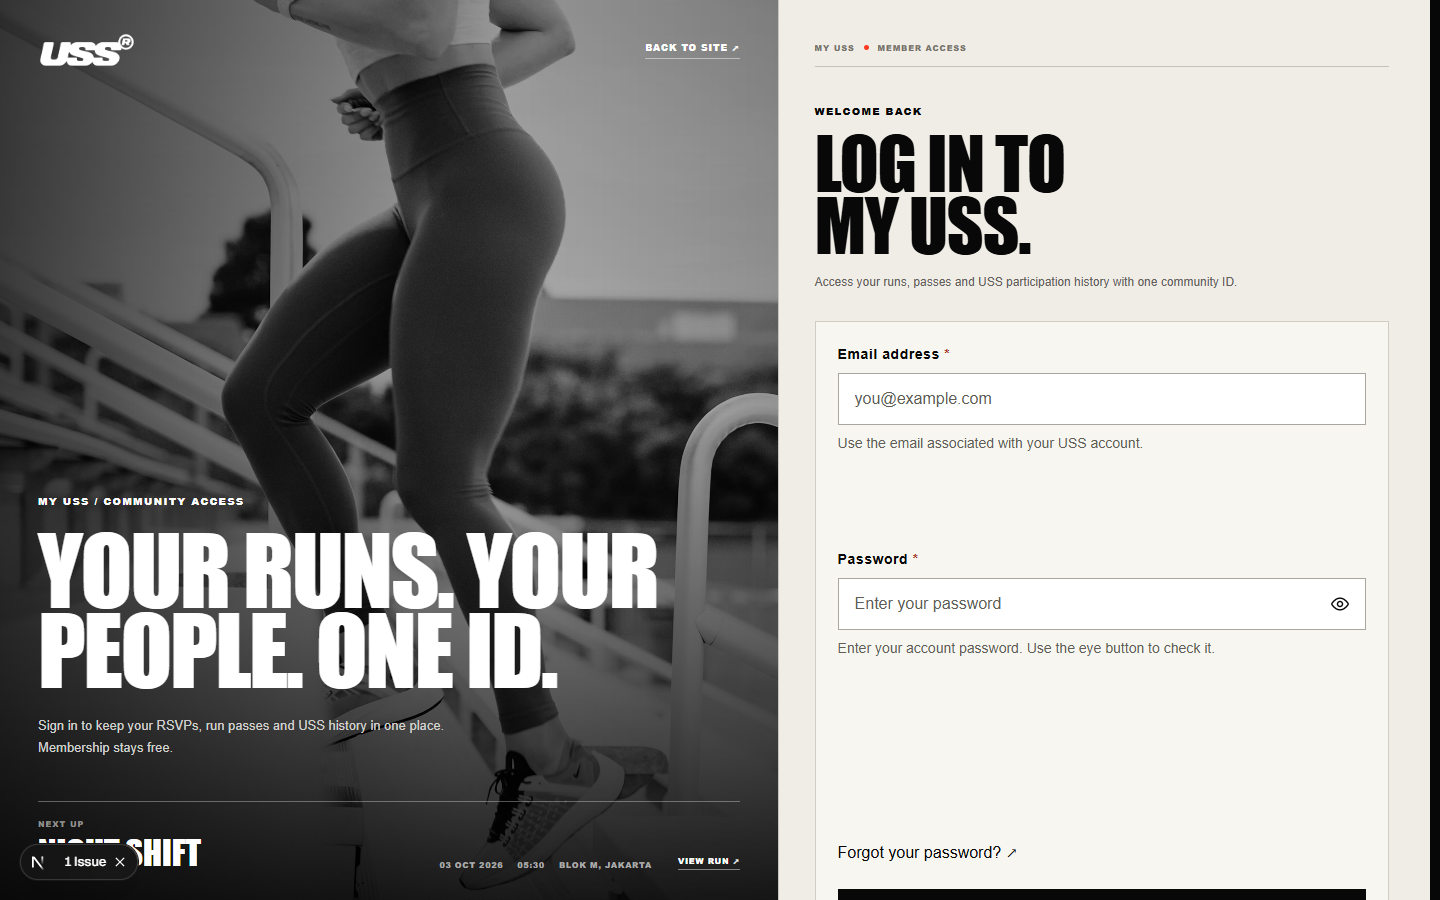 USS®
BACK TO SITE ↗
MY USS / COMMUNITY ACCESS
YOUR RUNS. YOUR
PEOPLE. ONE ID.
Sign in to keep your RSVPs, run passes and USS history in one place.
Membership stays free.
NEXT UP
SHIFT
03 OCT 2026 05:30 BLOK M, JAKARTA
VIEW RUN ↗
N 1 Issue ×
MY USS • MEMBER ACCESS
WELCOME BACK
LOG IN TO
MY USS.
Access your runs, passes and USS participation history with one community ID.
Email address *
you@example.com
Use the email associated with your USS account.
Password *
Enter your password
Enter your account password. Use the eye button to check it.
Forgot your password? ↗